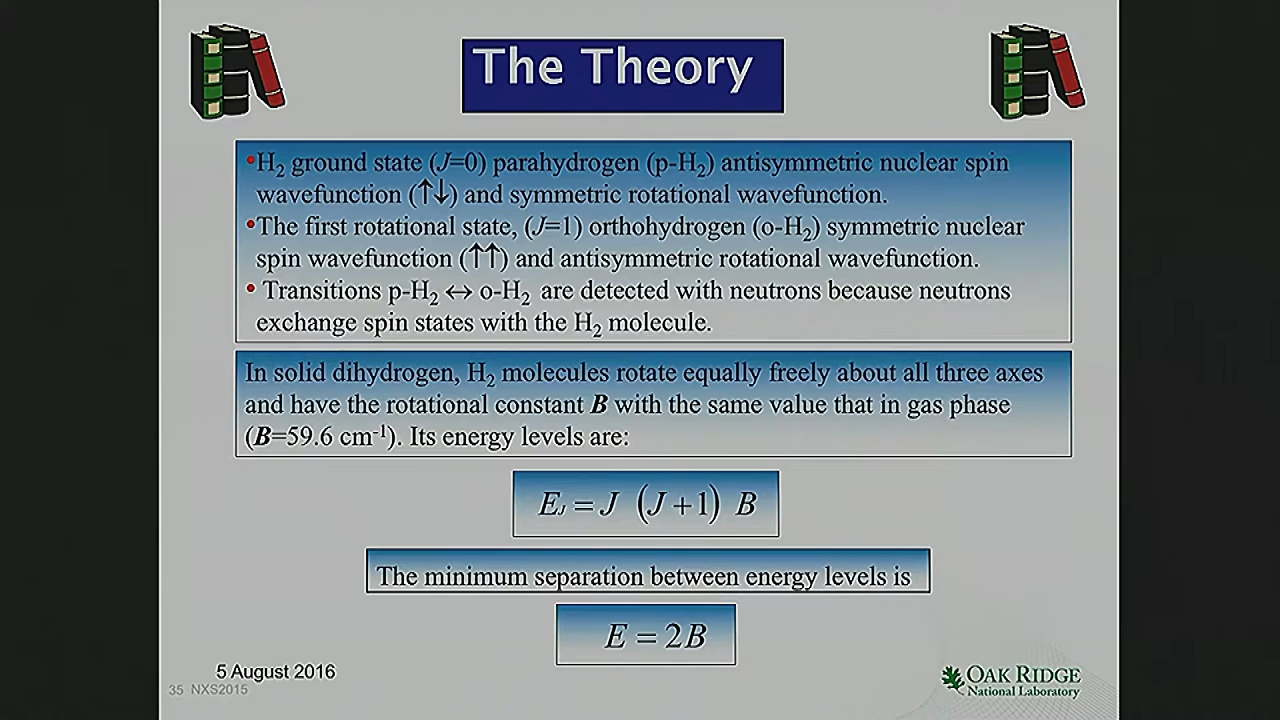 The Theory
•H₂ ground state (J=0) parahydrogen (p-H₂) antisymmetric nuclear spin
wavefunction (↑↓) and symmetric rotational wavefunction.
•The first rotational state, (J=1) orthohydrogen (o-H₂) symmetric nuclear
spin wavefunction (↑↑) and antisymmetric rotational wavefunction.
• Transitions p-H₂ ↔ o-H₂ are detected with neutrons because neutrons
exchange spin states with the H₂ molecule.
In solid dihydrogen, H₂ molecules rotate equally freely about all three axes
and have the rotational constant B with the same value that in gas phase
(B=59.6 cm⁻¹). Its energy levels are:
E_J = J (J+1) B
The minimum separation between energy levels is
E = 2B
5 August 2016
35 NXS2015
OAK RIDGE
National Laboratory